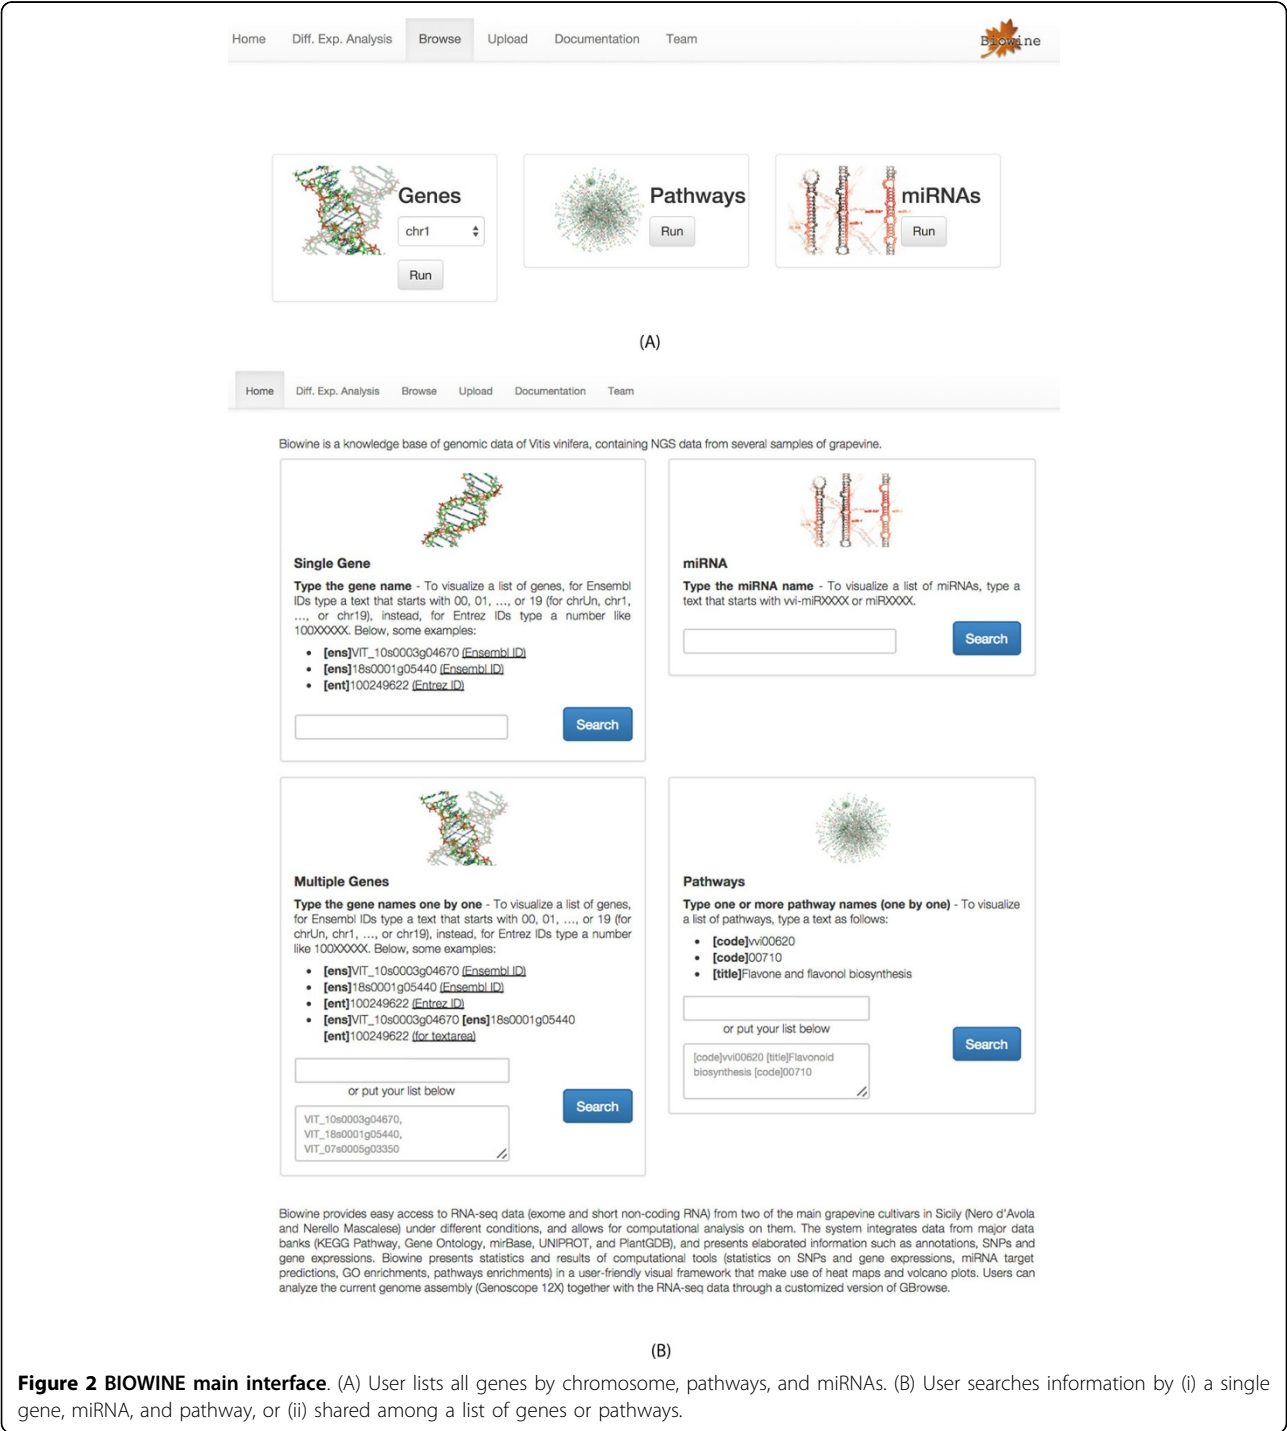 Home Diff. Exp. Analysis Browse Upload Documentation Team Biowine
Genes
chr1
Run
Pathways
Run
miRNAs
Run
(A)
Home Diff. Exp. Analysis Browse Upload Documentation Team
Biowine is a knowledge base of genomic data of Vitis vinifera, containing NGS data from several samples of grapevine.
Single Gene
Type the gene name - To visualize a list of genes, for Ensembl
IDs type a text that starts with 00, 01, ..., or 19 (for chrUn, chr1,
..., or chr19), instead, for Entrez IDs type a number like
100XXXXX. Below, some examples:
• [ens]VIT_10s0003g04670 (Ensembl ID)
• [ens]18s0001g05440 (Ensembl ID)
• [ent]100249622 (Entrez ID)
Search
miRNA
Type the miRNA name - To visualize a list of miRNAs, type a
text that starts with vvi-miRXXXX or miRXXXX.
Search
Multiple Genes
Type the gene names one by one - To visualize a list of genes,
for Ensembl IDs type a text that starts with 00, 01, ..., or 19 (for
chrUn, chr1, ..., or chr19), instead, for Entrez IDs type a number
like 100XXXXX. Below, some examples:
• [ens]VIT_10s0003g04670 (Ensembl ID)
• [ens]18s0001g05440 (Ensembl ID)
• [ent]100249622 (Entrez ID)
• [ens]VIT_10s0003g04670 [ens]18s0001g05440
[ent]100249622 (for textarea)
or put your list below
VIT_10s0003g04670,
VIT_18s0001g05440,
VIT_07s0005g03350
Search
Pathways
Type one or more pathway names (one by one) - To visualize
a list of pathways, type a text as follows:
• [code]vvi00620
• [code]00710
• [title]Flavone and flavonol biosynthesis
or put your list below
[code]vvi00620 [title]Flavonoid
biosynthesis [code]00710
Search
Biowine provides easy access to RNA-seq data (exome and short non-coding RNA) from two of the main grapevine cultivars in Sicily (Nero d'Avola
and Nerello Mascalese) under different conditions, and allows for computational analysis on them. The system integrates data from major data
banks (KEGG Pathway, Gene Ontology, mirBase, UNIPROT, and PlantGDB), and presents elaborated information such as annotations, SNPs and
gene expressions. Biowine presents statistics and results of computational tools (statistics on SNPs and gene expressions, miRNA target
predictions, GO enrichments, pathways enrichments) in a user-friendly visual framework that make use of heat maps and volcano plots. Users can
analyze the current genome assembly (Genoscope 12X) together with the RNA-seq data through a customized version of GBrowse.
(B)
Figure 2 BIOWINE main interface. (A) User lists all genes by chromosome, pathways, and miRNAs. (B) User searches information by (i) a single
gene, miRNA, and pathway, or (ii) shared among a list of genes or pathways.